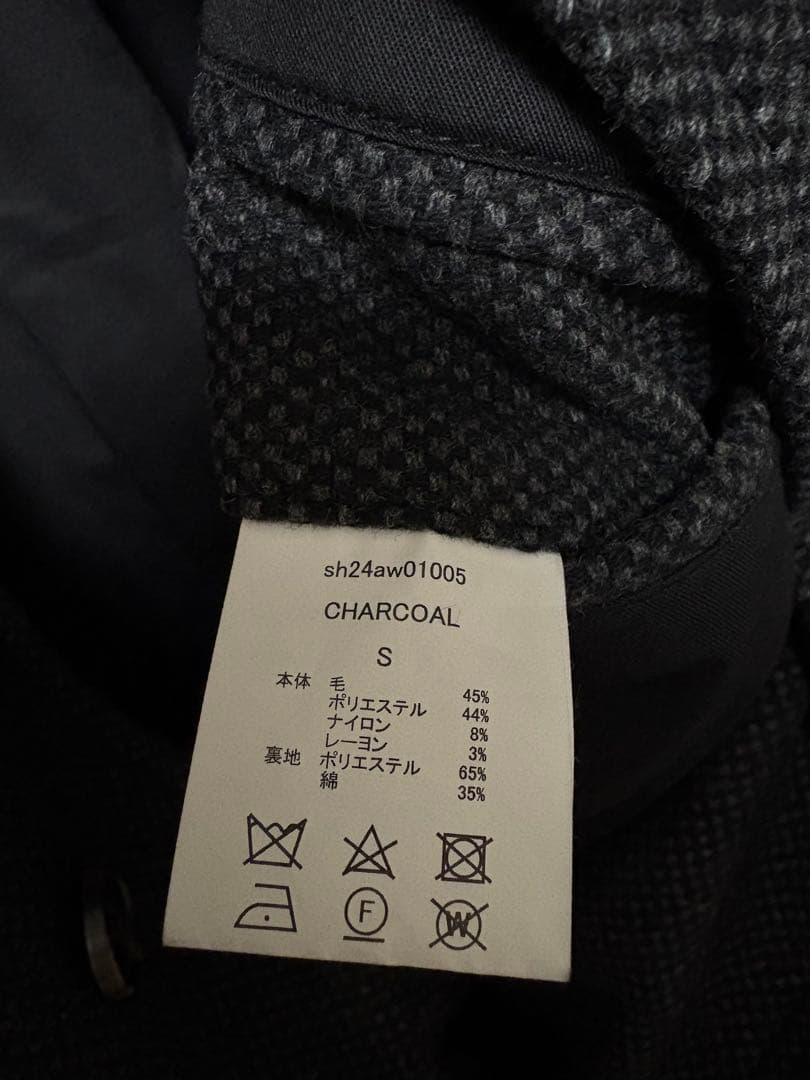 sh24aw01005
CHARCOAL
S
本体 毛 45%
ポリエステル 44%
ナイロン 8%
レーヨン 3%
裏地 ポリエステル 65%
綿 35%
F
W